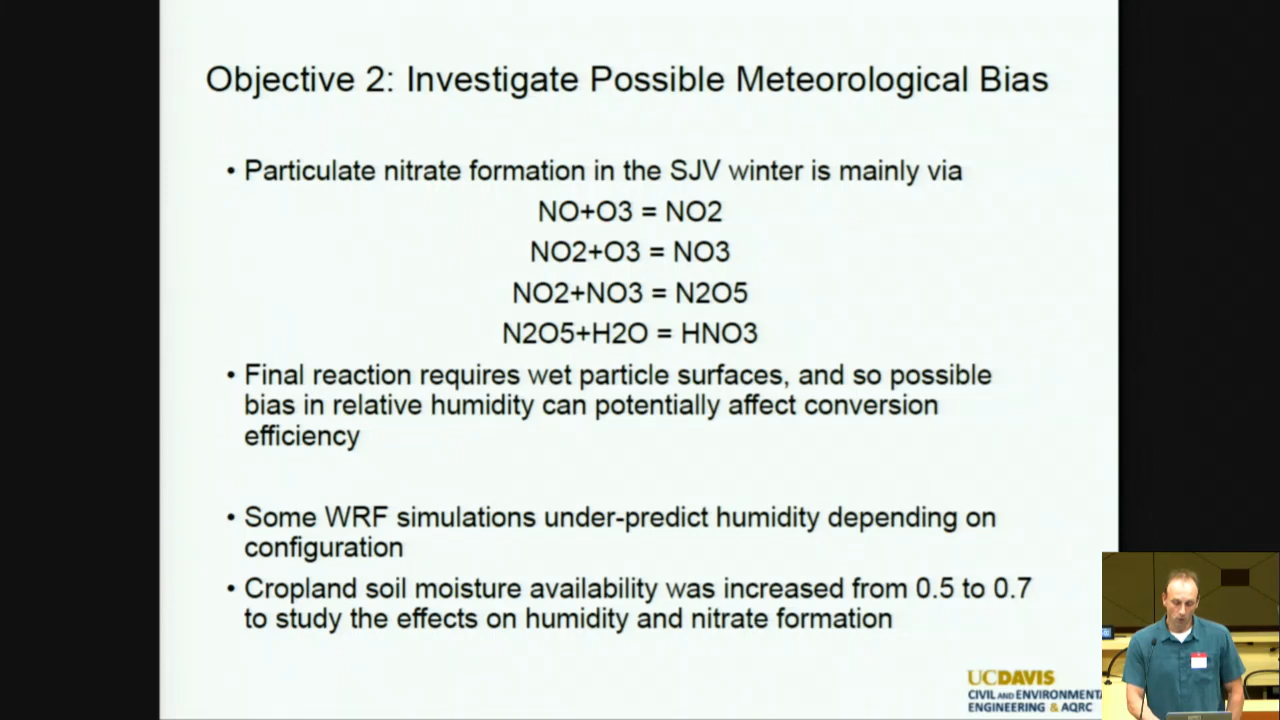 Objective 2: Investigate Possible Meteorological Bias
• Particulate nitrate formation in the SJV winter is mainly via
NO+O3 = NO2
NO2+O3 = NO3
NO2+NO3 = N2O5
N2O5+H2O = HNO3
• Final reaction requires wet particle surfaces, and so possible
bias in relative humidity can potentially affect conversion
efficiency
• Some WRF simulations under-predict humidity depending on
configuration
• Cropland soil moisture availability was increased from 0.5 to 0.7
to study the effects on humidity and nitrate formation
UCDAVIS
CIVIL AND ENVIRONMENTA
ENGINEERING & AQRC